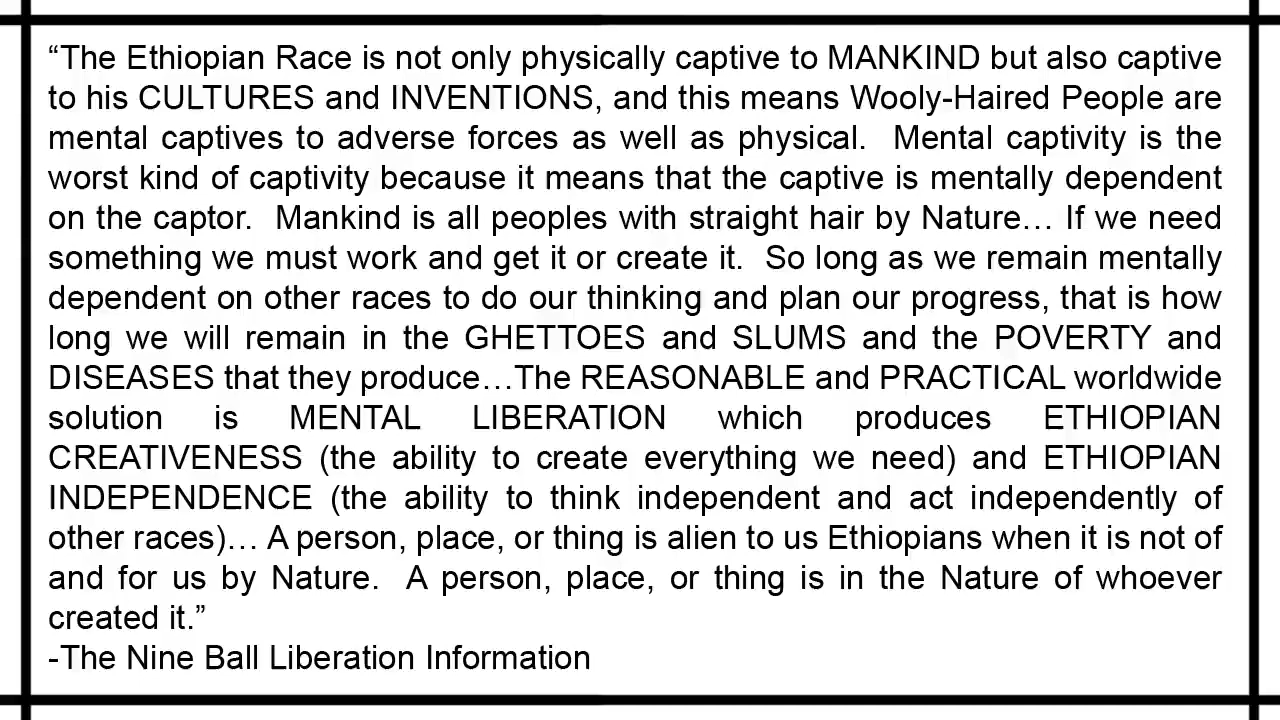 “The Ethiopian Race is not only physically captive to MANKIND but also captive
to his CULTURES and INVENTIONS, and this means Wooly-Haired People are
mental captives to adverse forces as well as physical.  Mental captivity is the
worst kind of captivity because it means that the captive is mentally dependent
on the captor.  Mankind is all peoples with straight hair by Nature… If we need
something we must work and get it or create it.  So long as we remain mentally
dependent on other races to do our thinking and plan our progress, that is how
long we will remain in the GHETTOES and SLUMS and the POVERTY and
DISEASES that they produce…The REASONABLE and PRACTICAL worldwide
solution is MENTAL LIBERATION which produces ETHIOPIAN
CREATIVENESS (the ability to create everything we need) and ETHIOPIAN
INDEPENDENCE (the ability to think independent and act independently of
other races)… A person, place, or thing is alien to us Ethiopians when it is not of
and for us by Nature.  A person, place, or thing is in the Nature of whoever
created it.”
-The Nine Ball Liberation Information